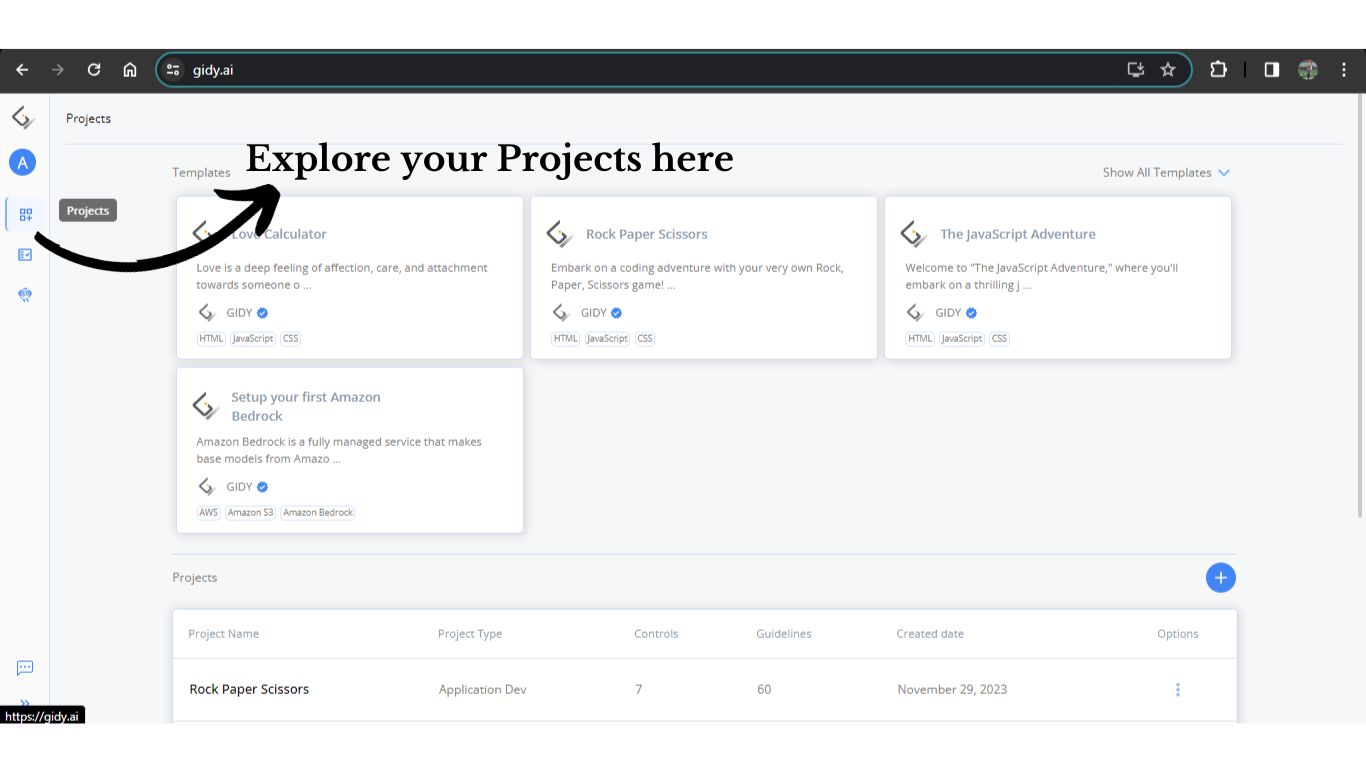 gidy.ai
Projects
A
Explore your Projects here
Templates
Show All Templates
Projects
Love Calculator
Love is a deep feeling of affection, care, and attachment
towards someone o ...
GIDY
HTML JavaScript CSS
Rock Paper Scissors
Embark on a coding adventure with your very own Rock,
Paper, Scissors game! ...
GIDY
HTML JavaScript CSS
The JavaScript Adventure
Welcome to "The JavaScript Adventure," where you'll
embark on a thrilling j ...
GIDY
HTML JavaScript CSS
Setup your first Amazon
Bedrock
Amazon Bedrock is a fully managed service that makes
base models from Amazo ...
GIDY
AWS Amazon S3 Amazon Bedrock
Projects
Project Name Project Type Controls Guidelines Created date Options
Rock Paper Scissors Application Dev 7 60 November 29, 2023
https://gidy.ai